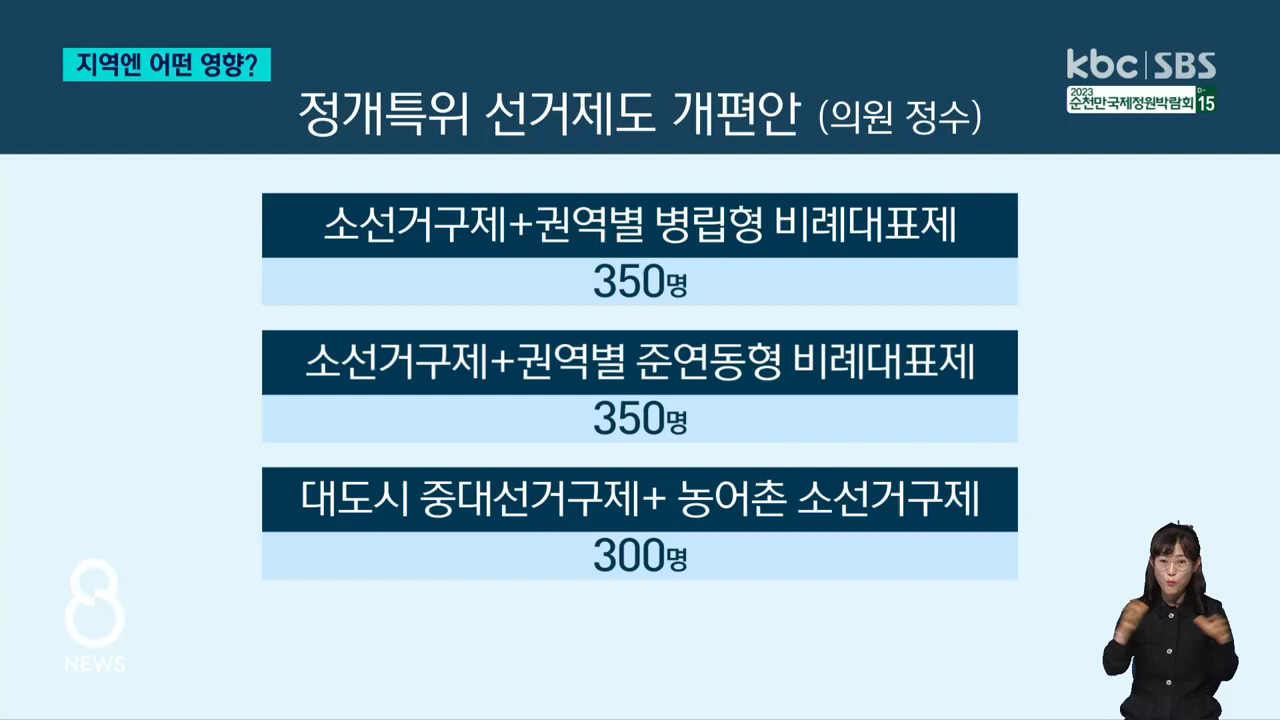 지역엔 어떤 영향?
kbc SBS
2023
순천만국제정원박람회
D-
15
정개특위 선거제도 개편안 (의원 정수)
소선거구제+권역별 병립형 비례대표제
350명
소선거구제+권역별 준연동형 비례대표제
350명
대도시 중대선거구제+ 농어촌 소선거구제
300명
8
NEWS